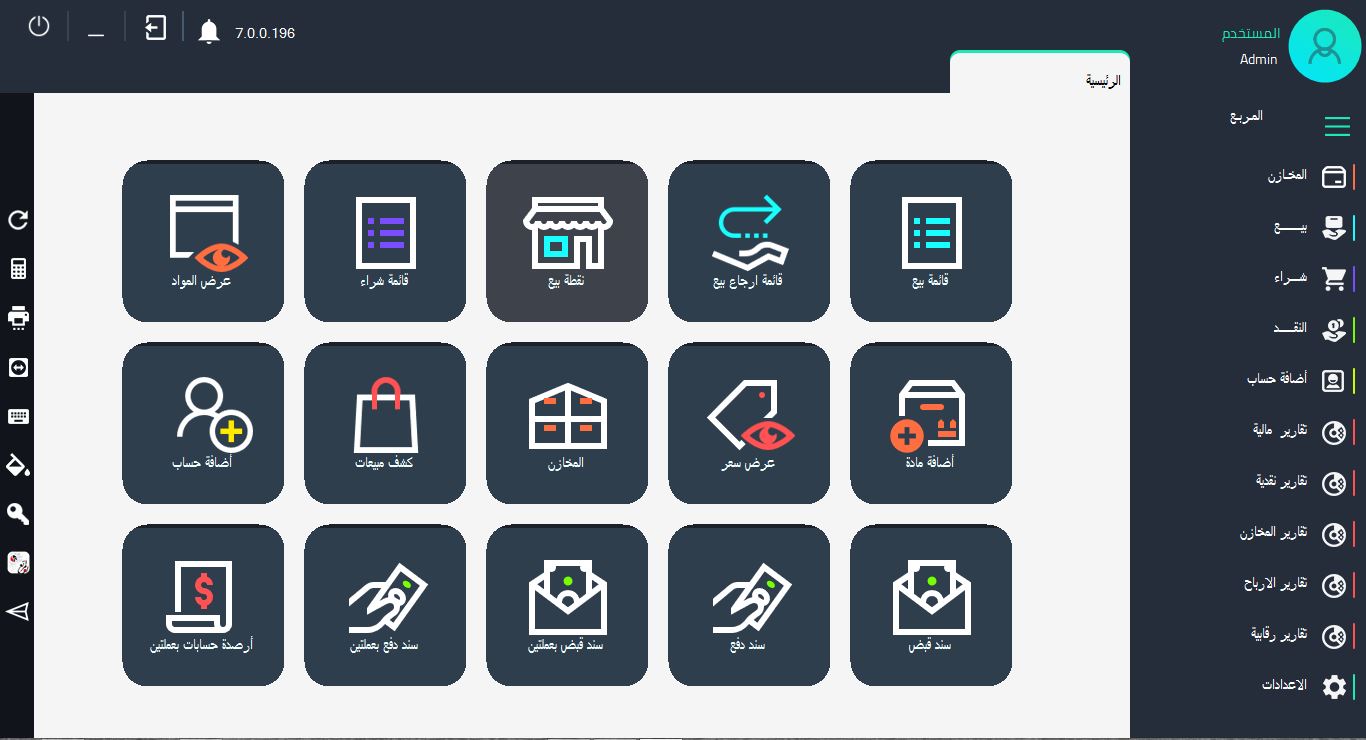 7.0.0.196
المستخدم
Admin
الرئيسية
المربع
المخازن
بيـــــع
شـــراء
النقــــد
أضافة حساب
تقارير مالية
تقارير نقدية
تقارير المخازن
تقارير الارباح
تقارير رقابية
الاعدادات
قائمة بيع
قائمة ارجاع بيع
نقطة بيع
قائمة شراء
عرض المواد
أضافة مادة
عرض سعر
المخازن
كشف مبيعات
أضافة حساب
سند قبض
سند دفع
سند قبض بعملتين
سند دفع بعملتين
أرصدة حسابات بعملتين